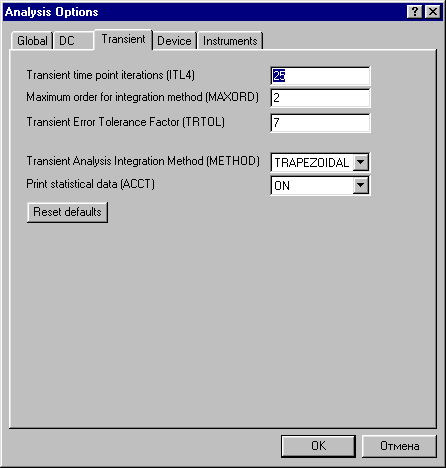 Analysis Options
Global DC Transient Device Instruments
Transient time point iterations (ITL4) 25
Maximum order for integration method (MAXORD) 2
Transient Error Tolerance Factor (TRTOL) 7
Transient Analysis Integration Method (METHOD) TRAPEZOIDAL
Print statistical data (ACCT) ON
Reset defaults
OK Отмена